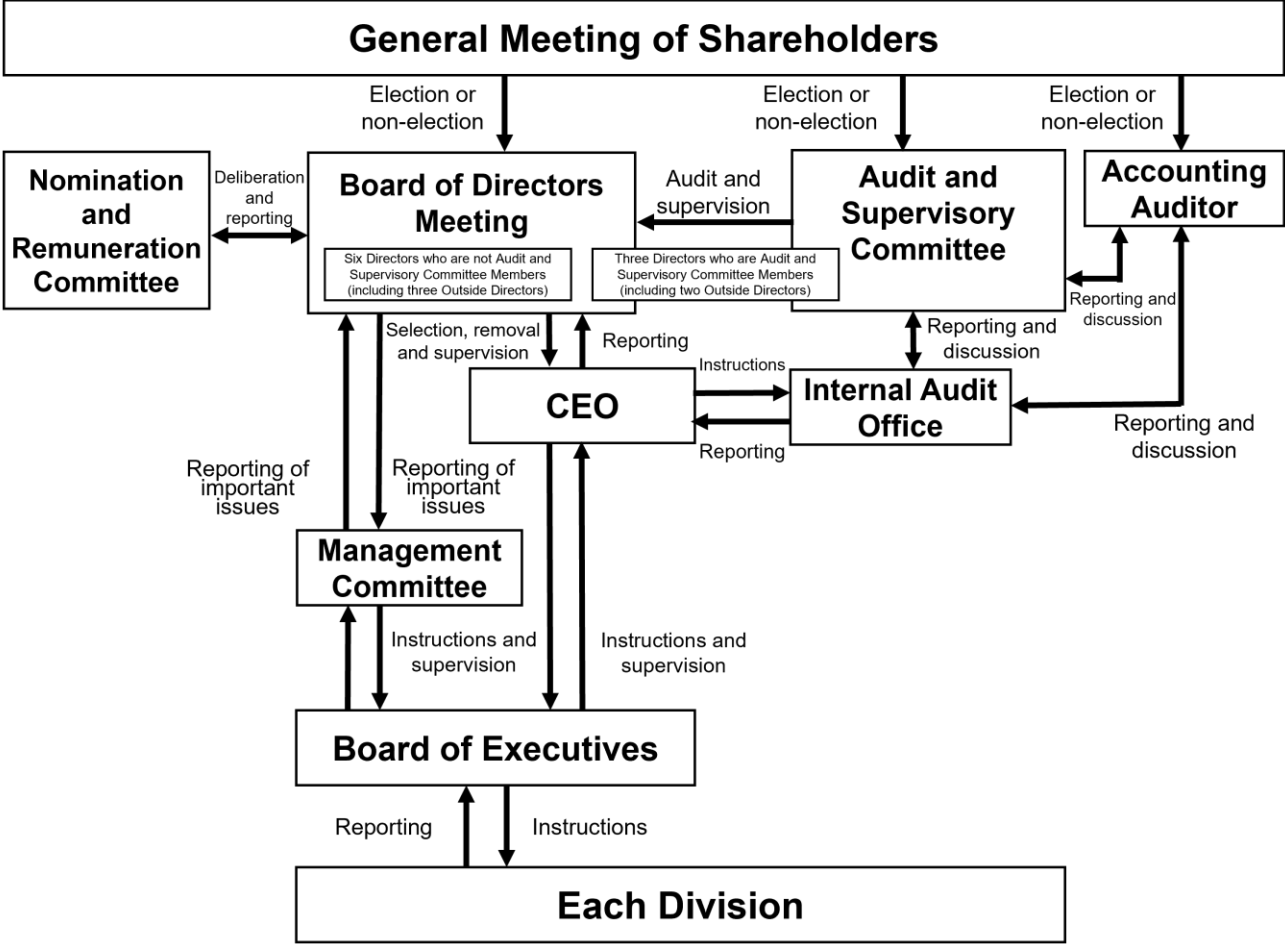 General Meeting of Shareholders
Election or
non-election
Election or
non-election
Election or
non-election
Nomination
and
Remuneration
Committee
Deliberation
and
reporting
Board of Directors
Meeting
Six Directors who are not Audit and
Supervisory Committee Members
(including three Outside Directors)
Audit and
supervision
Audit and
Supervisory
Committee
Three Directors who are Audit and
Supervisory Committee Members
(including two Outside Directors)
Accounting
Auditor
Reporting and
discussion
Selection, removal
and supervision
Reporting
Reporting and
discussion
CEO
Instructions
Reporting
Internal Audit
Office
Reporting and
discussion
Reporting of
important
issues
Reporting of
important
issues
Management
Committee
Instructions and
supervision
Instructions and
supervision
Board of Executives
Reporting
Instructions
Each Division